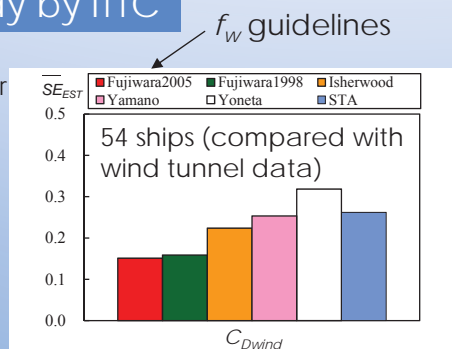 dy by ITTC
f_w guidelines
r
SE_EST
Fujiwara2005 Fujiwara1998 Isherwood
Yamano Yoneta STA
0.5
54 ships (compared with
wind tunnel data)
0.4
0.3
0.2
0.1
0.0
C_Dwind